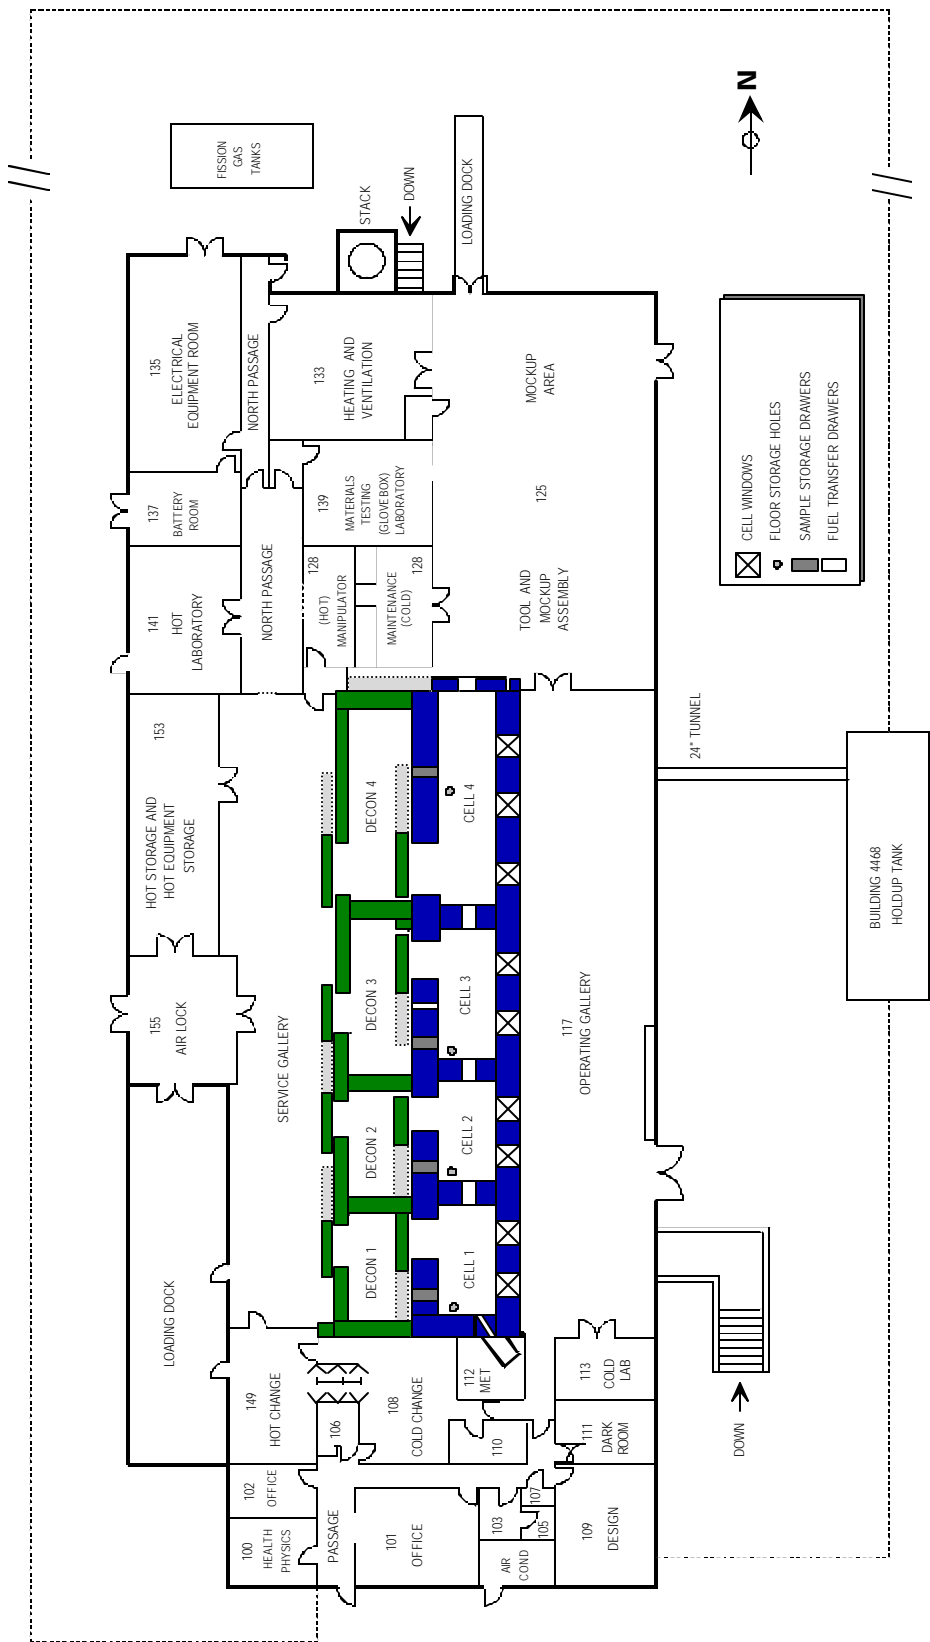 N
FISSION
GAS
TANKS
STACK
DOWN
LOADING DOCK
135
ELECTRICAL
EQUIPMENT ROOM
NORTH PASSAGE
133
HEATING AND
VENTILATION
MOCKUP
AREA
CELL WINDOWS
FLOOR STORAGE HOLES
SAMPLE STORAGE DRAWERS
FUEL TRANSFER DRAWERS
137
BATTERY
ROOM
139
MATERIALS
TESTING
(GLOVEBOX)
LABORATORY
125
141
HOT
LABORATORY
NORTH PASSAGE
128
(HOT)
MANIPULATOR
MAINTENANCE
(COLD)
128
TOOL AND
MOCKUP
ASSEMBLY
153
HOT STORAGE AND
HOT EQUIPMENT
STORAGE
DECON 4
CELL 4
24" TUNNEL
BUILDING 4468
HOLDUP TANK
155
AIR LOCK
SERVICE GALLERY
DECON 3
CELL 3
117
OPERATING GALLERY
DECON 2
CELL 2
LOADING DOCK
DECON 1
CELL 1
149
HOT CHANGE
106
108
COLD CHANGE
112
MET
110
113
COLD
LAB
111
DARK
ROOM
DOWN
102
OFFICE
100
HEALTH
PHYSICS
PASSAGE
101
OFFICE
103
107
105
AIR
COND
109
DESIGN